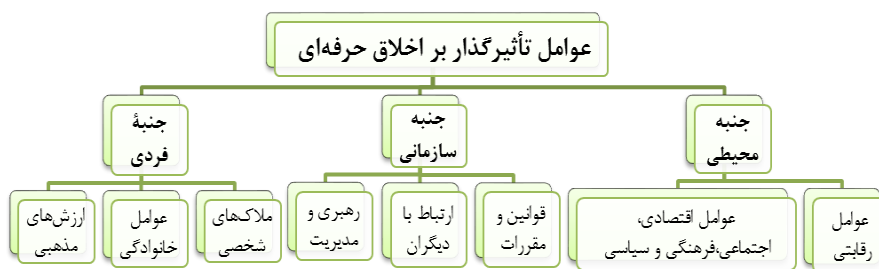 عوامل تأثیرگذار بر اخلاق حرفه‌ای
جنبه
محیطی
جنبه
سازمانی
جنبۀ
فردی
عوامل
رقابتی
عوامل اقتصادی،
اجتماعی،فرهنگی و سیاسی
قوانین و
مقررات
ارتباط با
دیگران
رهبری و
مدیریت
ملاک‌های
شخصی
عوامل
خانوادگی
ارزش‌های
مذهبی